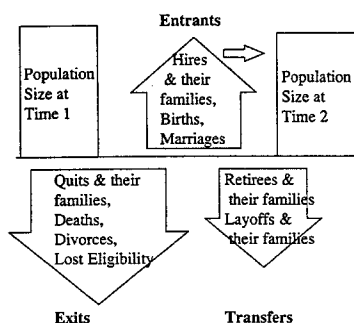 Entrants
Population
Size at
Time 1
Hires
& their
families,
Births,
Marriages
Population
Size at
Time 2
Quits & their
families,
Deaths,
Divorces,
Lost Eligibility
Retirees &
their families
Layoffs &
their families
Exits
Transfers